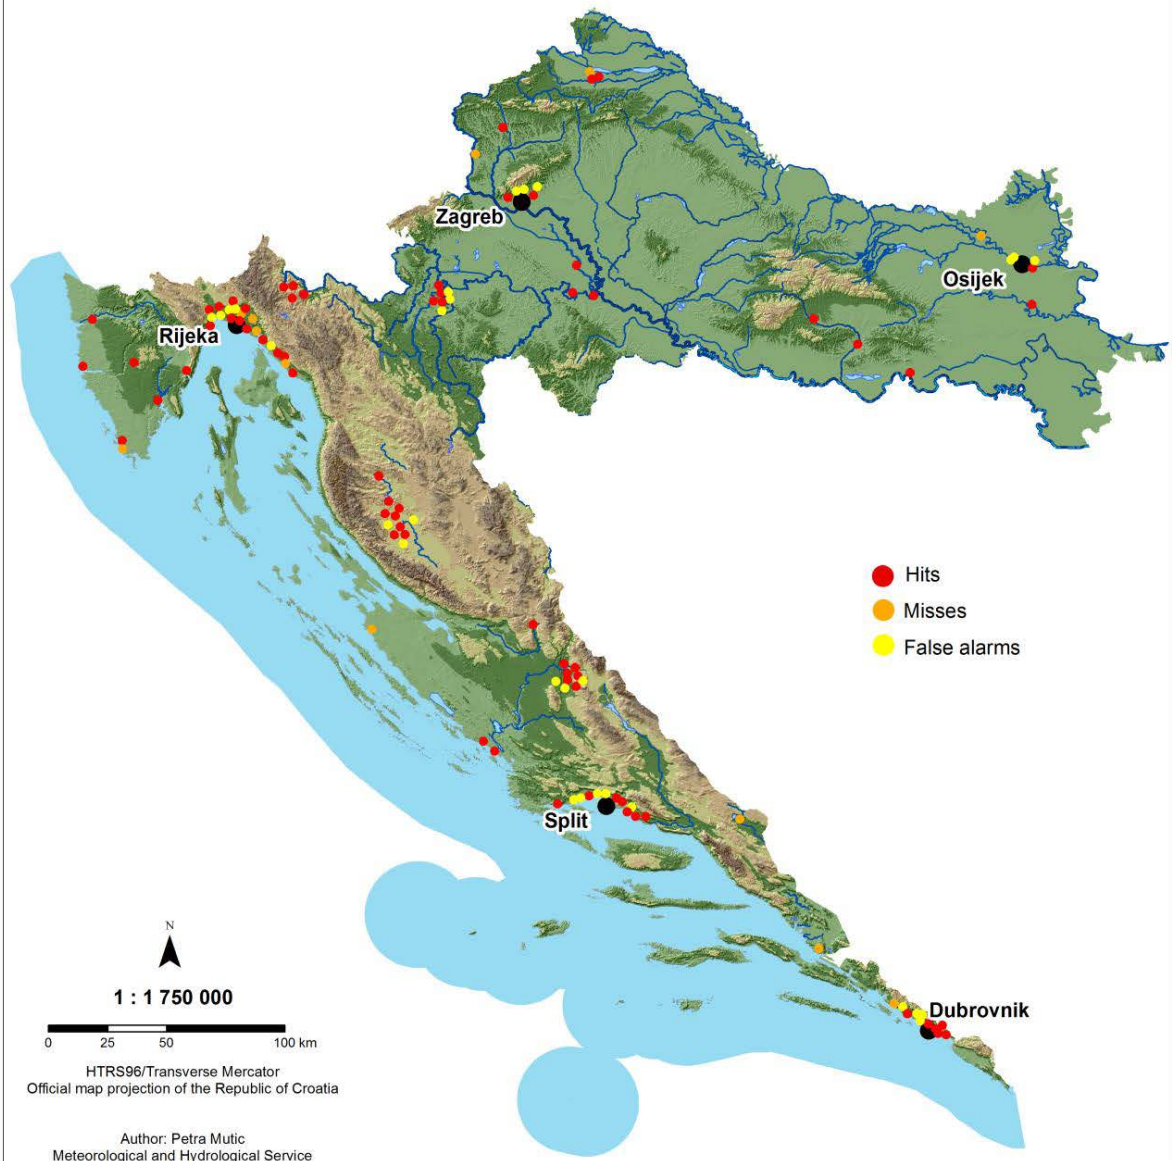 Zagreb
Osijek
Rijeka
Hits
Misses
False alarms
Split
N
1 : 1 750 000
Dubrovnik
0 25 50 100 km
HTRS96/Transverse Mercator
Official map projection of the Republic of Croatia
Author: Petra Mutic
Meteorological and Hydrological Service